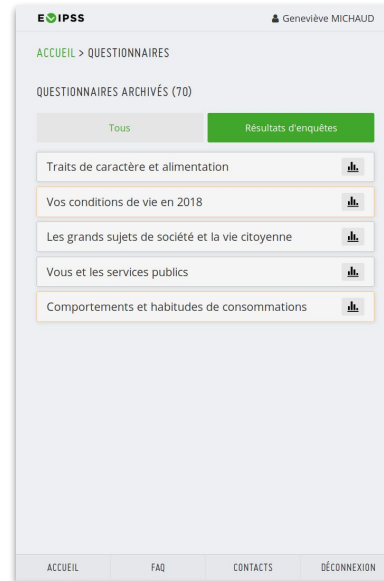 ELIPSS
Geneviève MICHAUD
ACCUEIL > QUESTIONNAIRES
QUESTIONNAIRES ARCHIVÉS (70)
Tous
Résultats d'enquêtes
Traits de caractère et alimentation
Vos conditions de vie en 2018
Les grands sujets de société et la vie citoyenne
Vous et les services publics
Comportements et habitudes de consommations
ACCUEIL
FAQ
CONTACTS
DÉCONNEXION